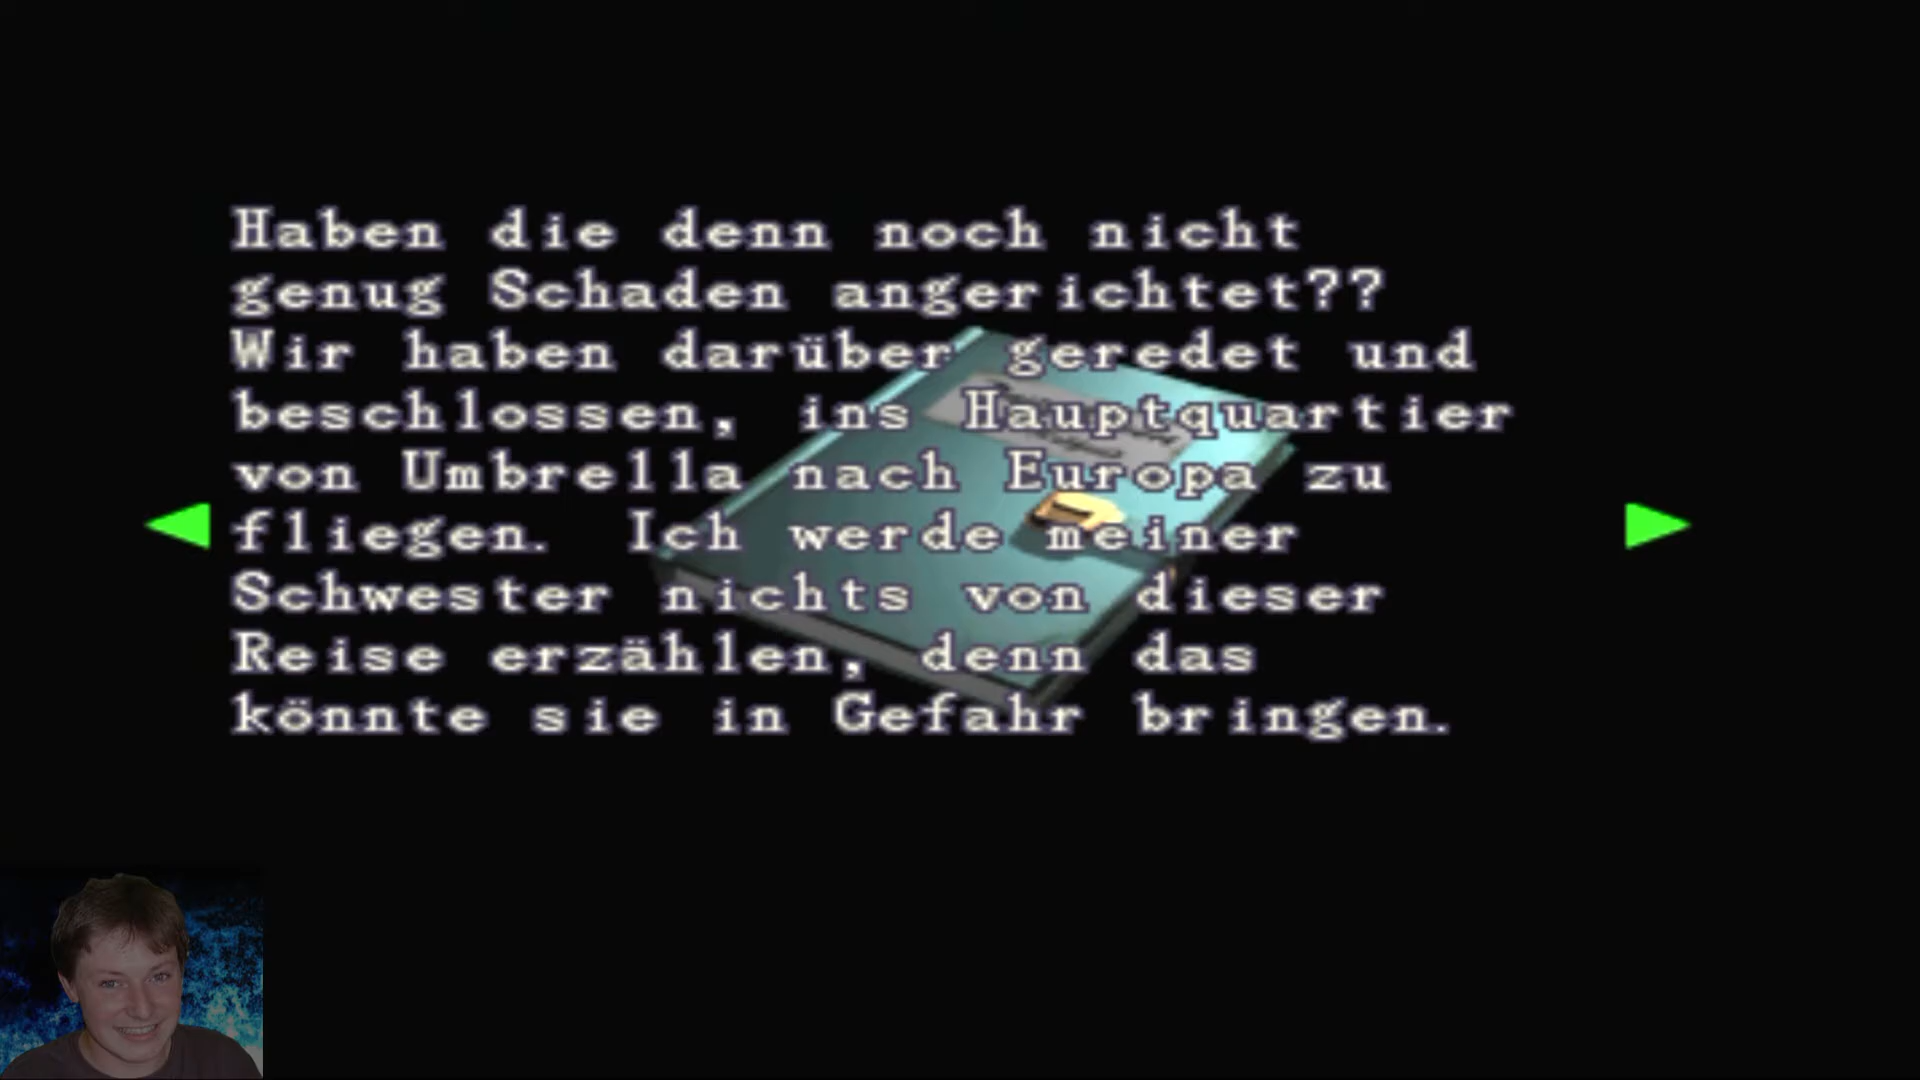 Haben die denn noch nicht
genug Schaden angerichtet??
Wir haben darüber geredet und
beschlossen, ins Hauptquartier
von Umbrella nach Europa zu
fliegen. Ich werde meiner
Schwester nichts von dieser
Reise erzählen, denn das
könnte sie in Gefahr bringen.